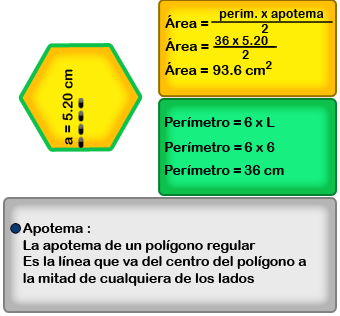 a = 5.20 cm
Área = perim. x apotema / 2
Área = 36 x 5.20 / 2
Área = 93.6 cm²
Perímetro = 6 x L
Perímetro = 6 x 6
Perímetro = 36 cm
Apotema :
La apotema de un polígono regular
Es la línea que va del centro del polígono a
la mitad de cualquiera de los lados